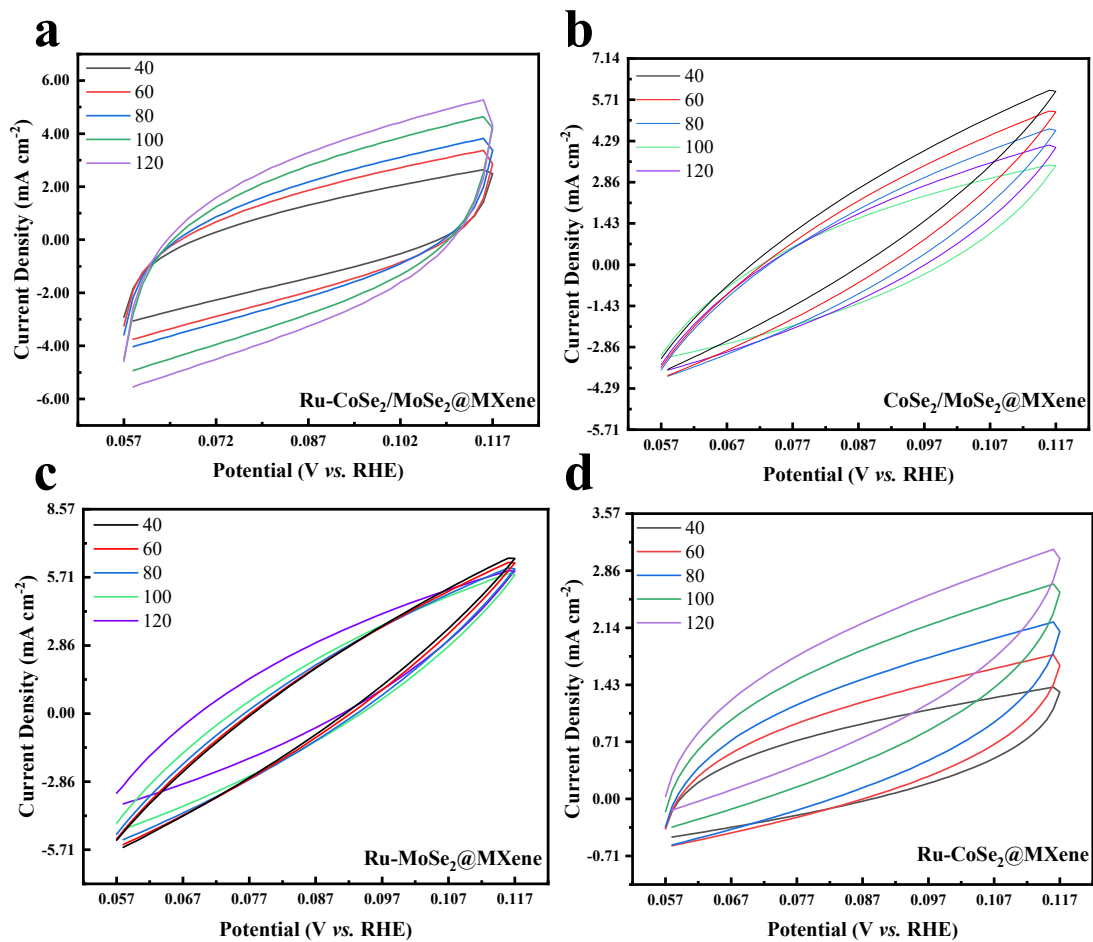 a
6.00
4.00
2.00
0.00
-2.00
-4.00
-6.00
Current Density (mA cm-2)
40
60
80
100
120
Ru-CoSe2/MoSe2@MXene
0.057 0.072 0.087 0.102 0.117
Potential (V vs. RHE)
b
7.14
5.71
4.29
2.86
1.43
0.00
-1.43
-2.86
-4.29
-5.71
Current Density (mA cm-2)
40
60
80
100
120
CoSe2/MoSe2@MXene
0.057 0.067 0.077 0.087 0.097 0.107 0.117
Potential (V vs. RHE)
c
8.57
5.71
2.86
0.00
-2.86
-5.71
Current Density (mA cm-2)
40
60
80
100
120
Ru-MoSe2@MXene
0.057 0.067 0.077 0.087 0.097 0.107 0.117
Potential (V vs. RHE)
d
3.57
2.86
2.14
1.43
0.71
0.00
-0.71
Current Density (mA cm-2)
40
60
80
100
120
Ru-CoSe2@MXene
0.057 0.067 0.077 0.087 0.097 0.107 0.117
Potential (V vs. RHE)